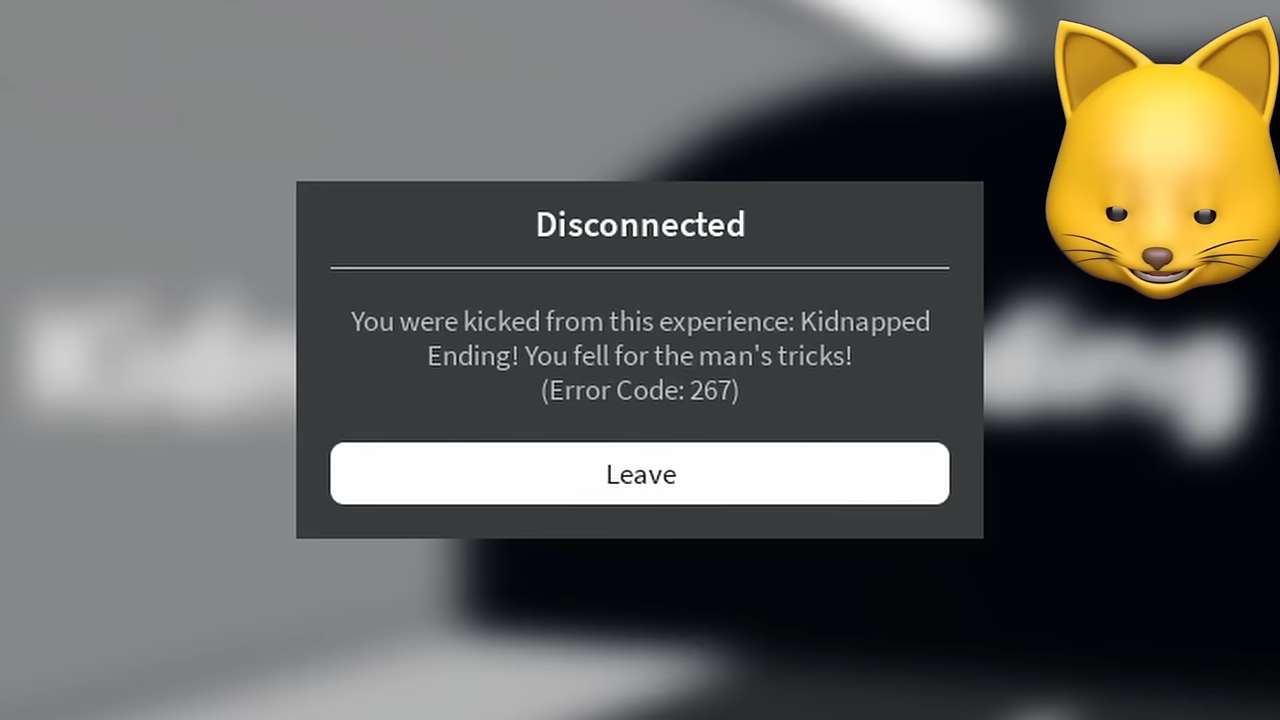 Disconnected
You were kicked from this experience: Kidnapped
Ending! You fell for the man's tricks!
(Error Code: 267)
Leave